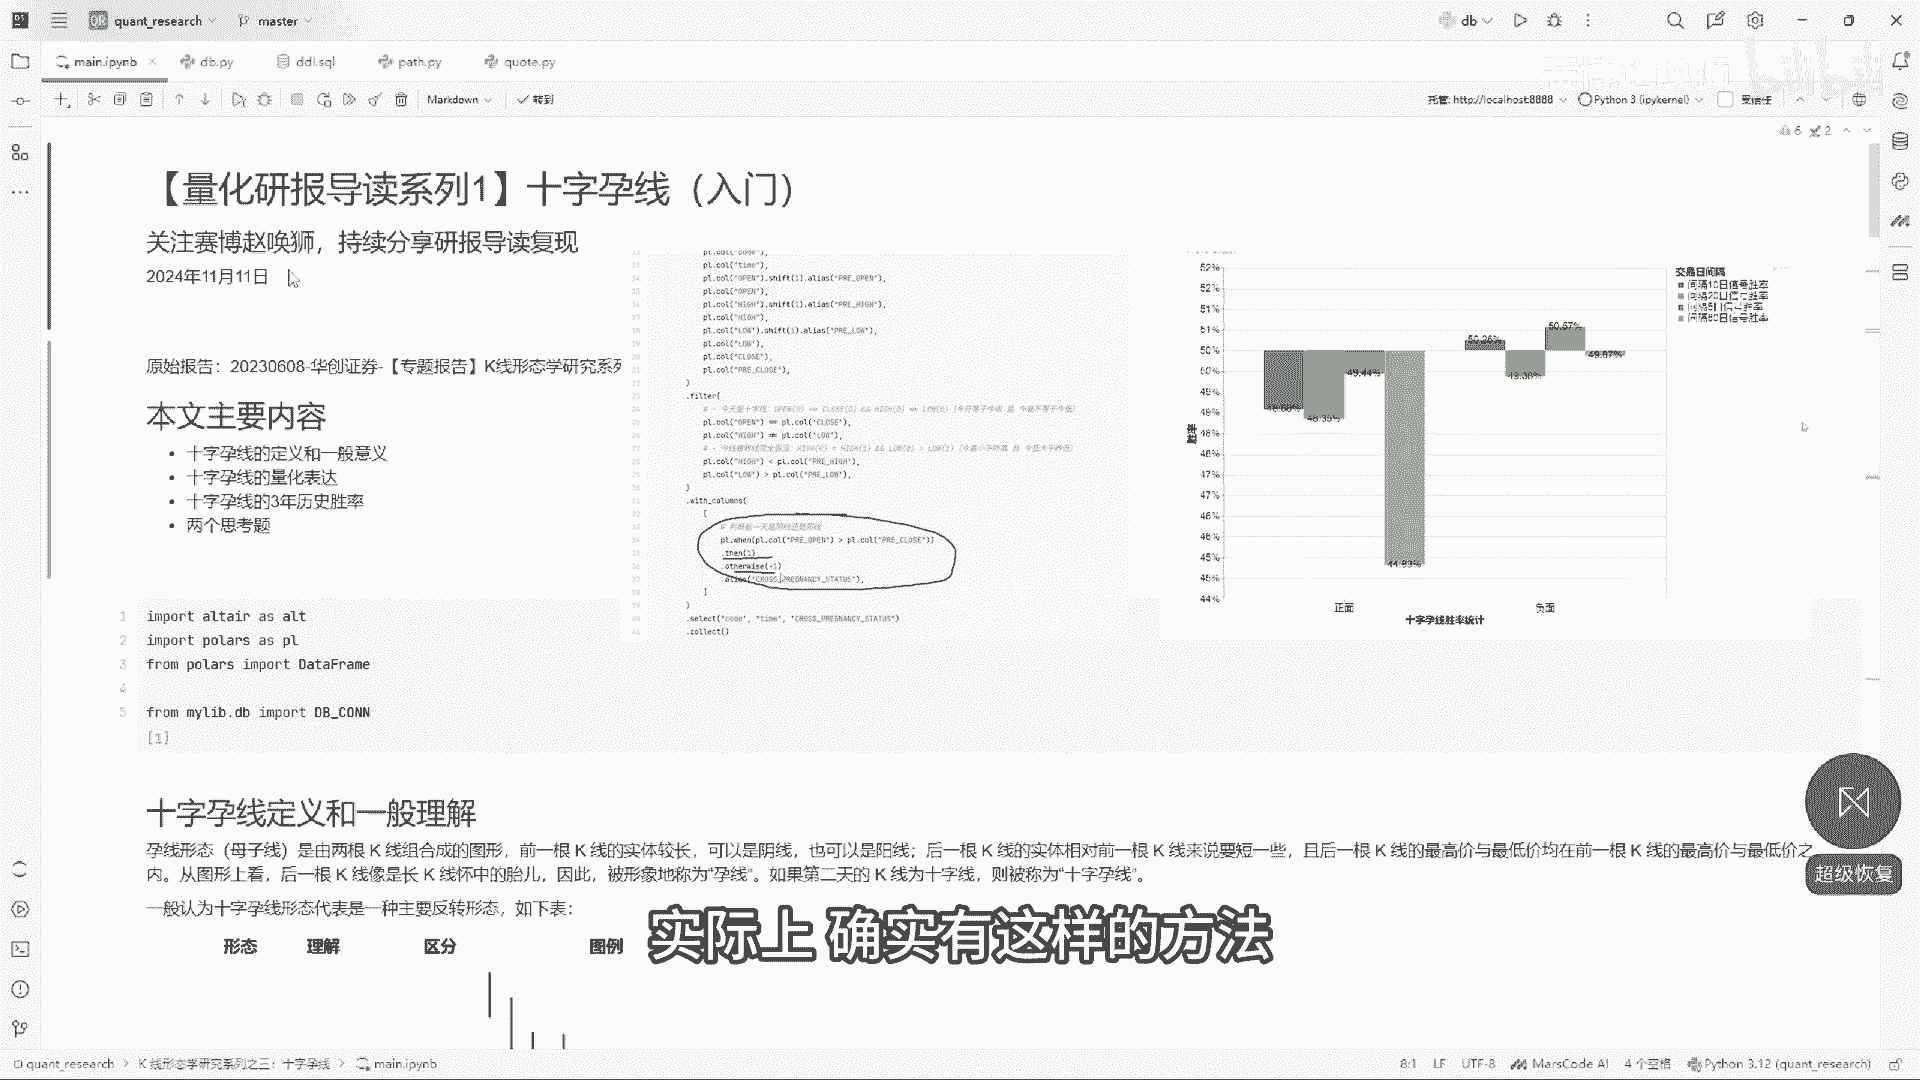 quant_research
master
db
main.ipynb
db.py
ddl.sql
path.py
quote.py
Markdown
转到
托管: http://localhost:8888
Python 3 (ipykernel)
受信任
6
2
【量化研报导读系列1】十字孕线（入门）
关注赛博赵唤狮，持续分享研报导读复现
2024年11月11日
原始报告：20230608-华创证券-【专题报告】K线形态学研究系列
本文主要内容
十字孕线的定义和一般意义
十字孕线的量化表达
十字孕线的3年历史胜率
两个思考题
pl.col("time"),
pl.col("OPEN").shift(1).alias("PRE_OPEN"),
pl.col("OPEN"),
pl.col("HIGH").shift(1).alias("PRE_HIGH"),
pl.col("HIGH"),
pl.col("LOW").shift(1).alias("PRE_LOW"),
pl.col("LOW"),
pl.col("CLOSE"),
pl.col("PRE_CLOSE"),
.filter(
pl.col("OPEN") == pl.col("CLOSE"),
pl.col("HIGH") != pl.col("LOW"),
pl.col("HIGH") < pl.col("PRE_HIGH"),
pl.col("LOW") > pl.col("PRE_LOW"),
)
.with_columns(
[
# 判断前一天是阴线还是阳线
pl.when(pl.col("PRE_OPEN") > pl.col("PRE_CLOSE"))
.then(1)
.otherwise(-1)
.alias("CROSS_PREGNANCY_STATUS"),
]
)
.select("code", "time", "CROSS_PREGNANCY_STATUS")
.collect()
交易日间隔
间隔10日信号胜率
间隔20日信号胜率
间隔5日信号胜率
间隔60日信号胜率
52%
52%
51%
51%
50%
50%
49%
49%
48%
48%
47%
47%
46%
46%
45%
45%
44%
胜率
48.35%
49.44%
44.83%
50.26%
50.57%
正面
负面
十字孕线胜率统计
1 import altair as alt
2 import polars as pl
3 from polars import DataFrame
4
5 from mylib.db import DB_CONN
[1]
十字孕线定义和一般理解
孕线形态（母子线）是由两根 K 线组合成的图形，前一根 K 线的实体较长，可以是阴线，也可以是阳线；后一根 K 线的实体相对前一根 K 线来说要短一些，且后一根 K 线的最高价与最低价均在前一根 K 线的最高价与最低价之
内。从图形上看，后一根 K 线像是长 K 线怀中的胎儿，因此，被形象地称为“孕线”。如果第二天的 K 线为十字线，则被称为“十字孕线”。
一般认为十字孕线形态代表是一种主要反转形态，如下表：
形态 理解 区分 图例
超级恢复
实际上 确实有这样的方法
quant_research > K 线形态学研究系列之三：十字孕线 > main.ipynb
8:1 LF UTF-8 MarsCode AI 4 个空格 Python 3.12 (quant_research)